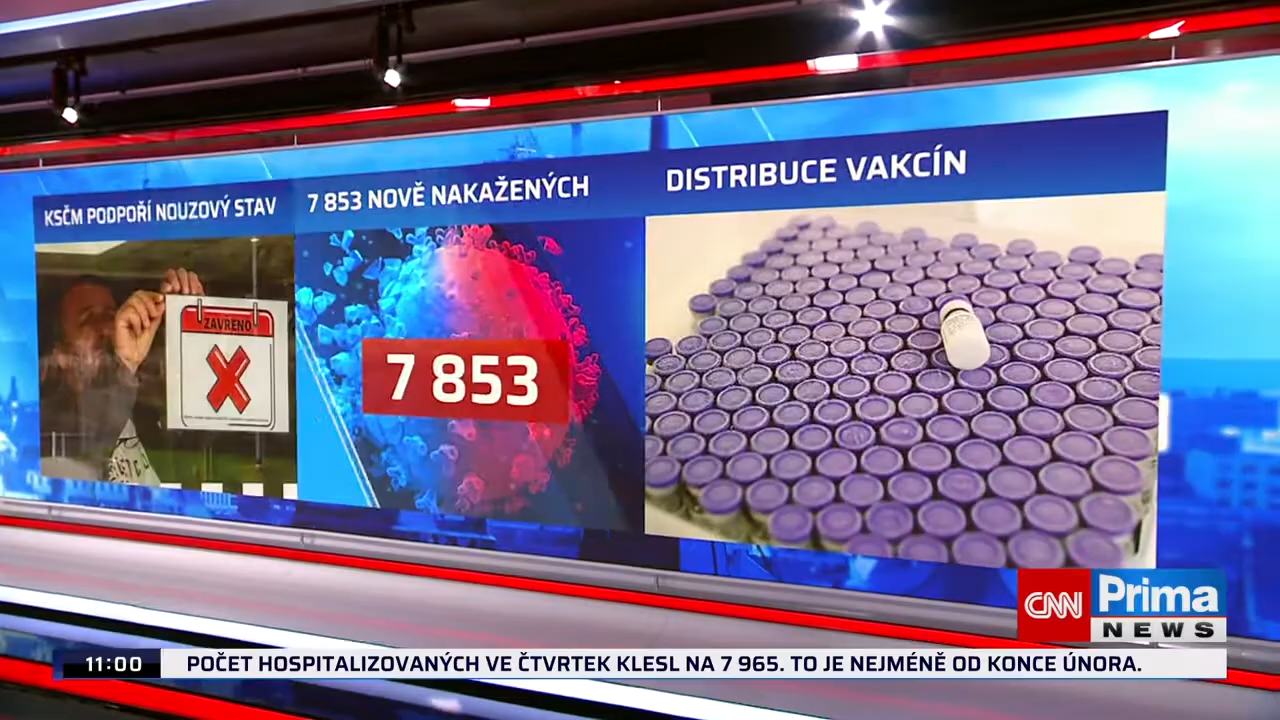 KSČM PODPOŘÍ NOUZOVÝ STAV
7 853 NOVĚ NAKAŽENÝCH
DISTRIBUCE VAKCÍN
ZAVŘENO
7 853
CNN Prima
NEWS
11:00 POČET HOSPITALIZOVANÝCH VE ČTVRTEK KLESL NA 7 965. TO JE NEJMÉNĚ OD KONCE ÚNORA.